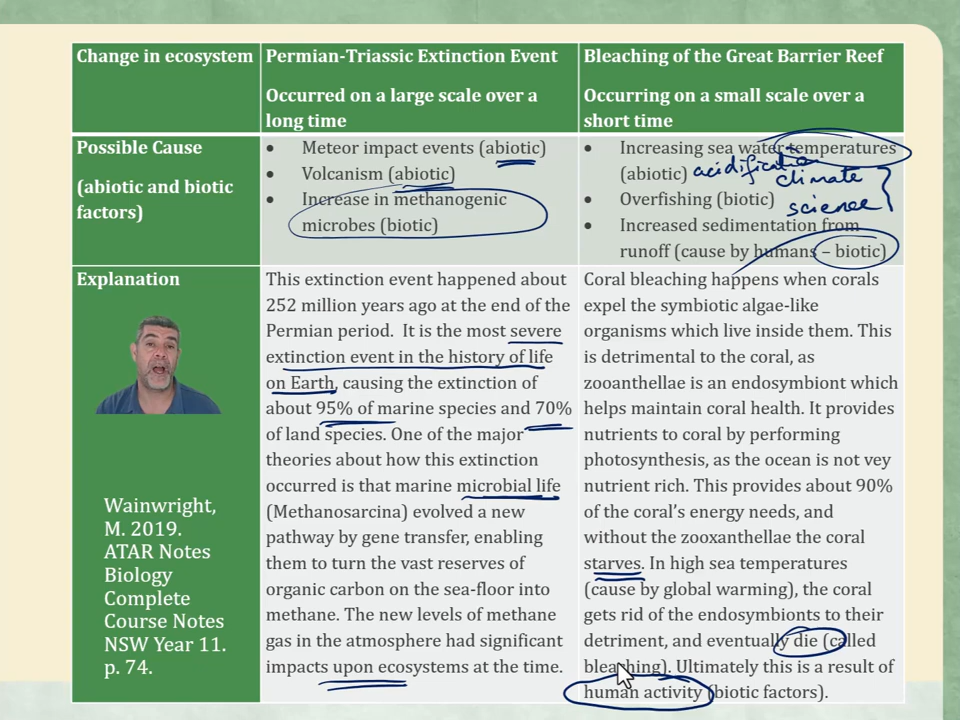 Change in ecosystem
Permian-Triassic Extinction Event
Occurred on a large scale over a
long time
Bleaching of the Great Barrier Reef
Occurring on a small scale over a
short time
Possible Cause
(abiotic and biotic
factors)
• Meteor impact events (abiotic)
• Volcanism (abiotic)
• Increase in methanogenic
microbes (biotic)
• Increasing sea water temperatures
(abiotic) acidification
climate
• Overfishing (biotic)
science
• Increased sedimentation from
runoff (cause by humans – biotic)
Explanation
This extinction event happened about
252 million years ago at the end of the
Permian period. It is the most severe
extinction event in the history of life
on Earth, causing the extinction of
about 95% of marine species and 70%
of land species. One of the major
theories about how this extinction
occurred is that marine microbial life
(Methanosarcina) evolved a new
pathway by gene transfer, enabling
them to turn the vast reserves of
organic carbon on the sea-floor into
methane. The new levels of methane
gas in the atmosphere had significant
impacts upon ecosystems at the time.
Coral bleaching happens when corals
expel the symbiotic algae-like
organisms which live inside them. This
is detrimental to the coral, as
zooanthellae is an endosymbiont which
helps maintain coral health. It provides
nutrients to coral by performing
photosynthesis, as the ocean is not vey
nutrient rich. This provides about 90%
of the coral's energy needs, and
without the zooxanthellae the coral
starves. In high sea temperatures
(cause by global warming), the coral
gets rid of the endosymbionts to their
detriment, and eventually die (called
bleaching). Ultimately this is a result of
human activity (biotic factors).
Wainwright,
M. 2019.
ATAR Notes
Biology
Complete
Course Notes
NSW Year 11.
p. 74.